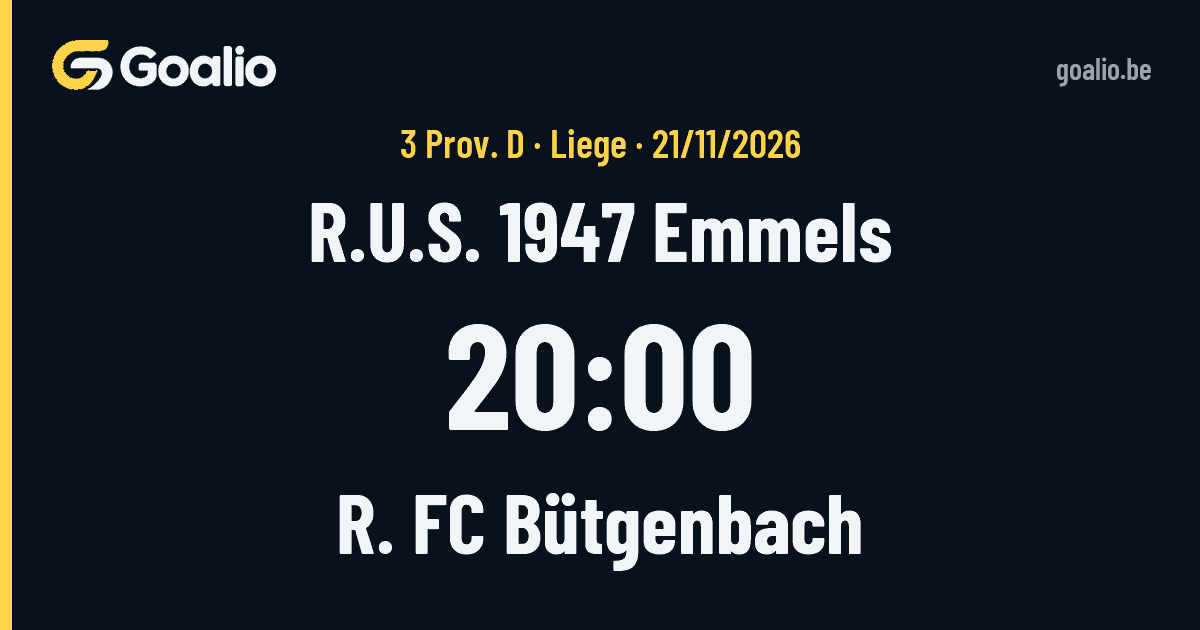 Goalio
goalio.be
3 Prov. D · Liege · 21/11/2026
R.U.S. 1947 Emmels
20:00
R. FC Bütgenbach